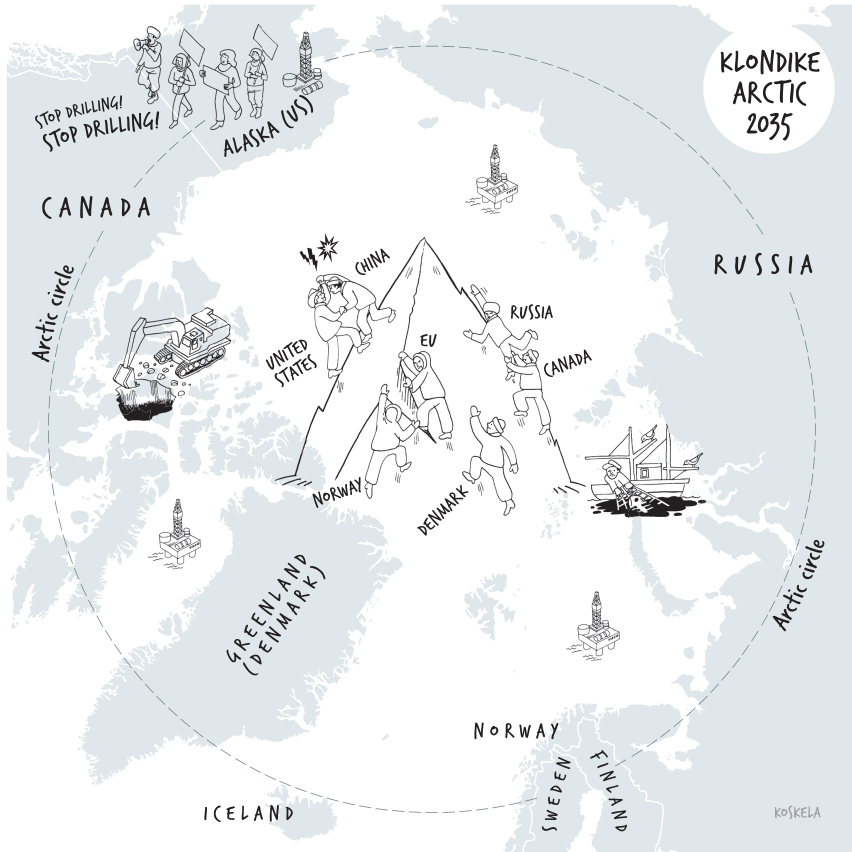 KLONDIKE
ARCTIC
2035
STOP DRILLING!
STOP DRILLING!
ALASKA (US)
CANADA
RUSSIA
Arctic circle
CHINA
UNITED
STATES
EU
RUSSIA
CANADA
NORWAY
DENMARK
GREENLAND
(DENMARK)
Arctic circle
NORWAY
SWEDEN
FINLAND
ICELAND
KOSKELA